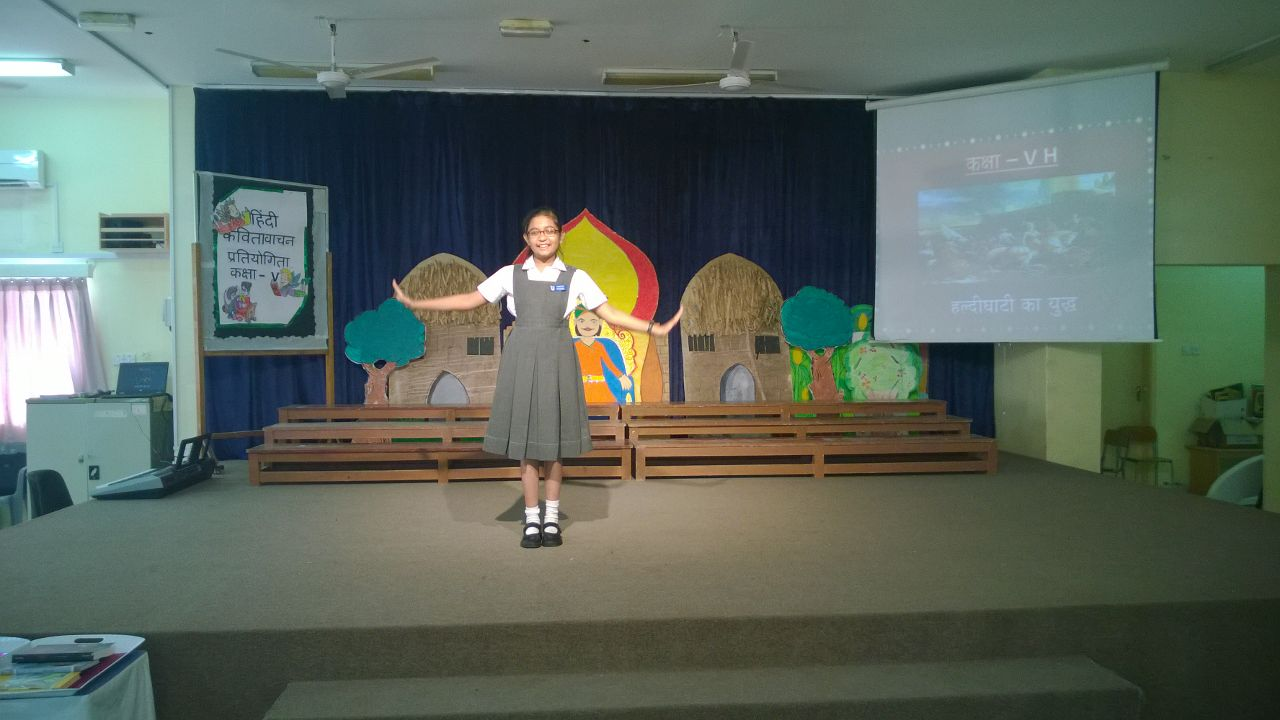 हिंदी
कवितावाचन
प्रतियोगिता
कक्षा - V
कक्षा – V H
हल्दीघाटी का युद्ध